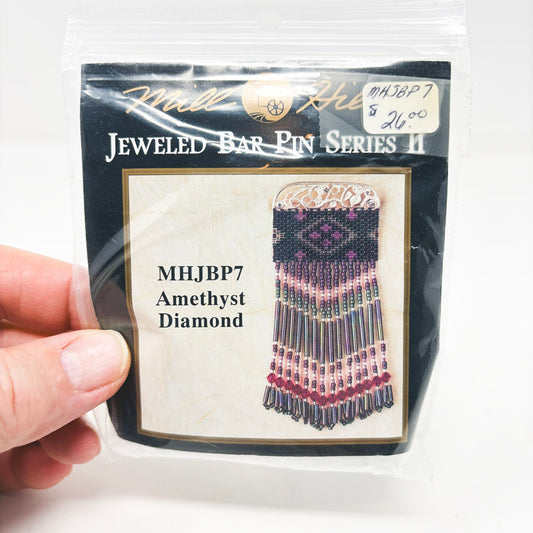 Mill Hill
MHJBP7
$ 26.00
JEWELED BAR PIN SERIES II
MHJBP7
Amethyst
Diamond